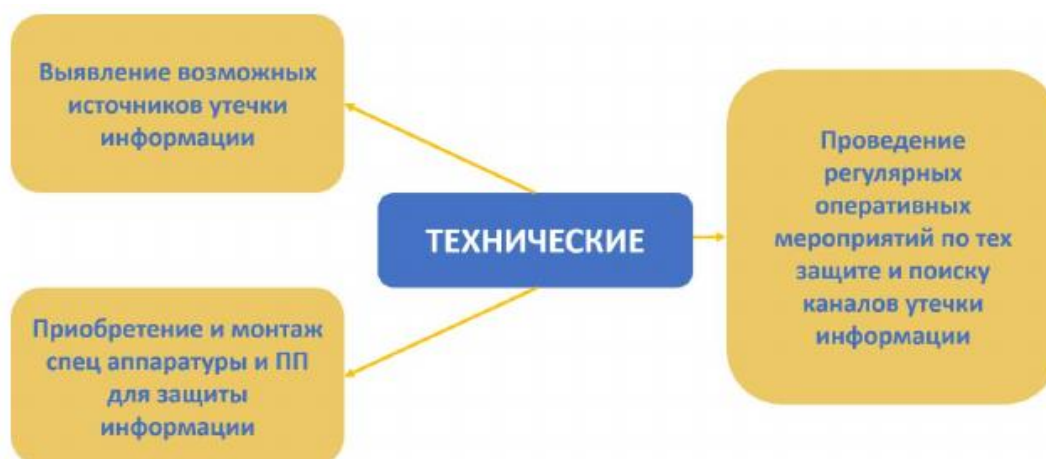 Выявление возможных
источников утечки
информации
ТЕХНИЧЕСКИЕ
Приобретение и монтаж
спец аппаратуры и ПП
для защиты
информации
Проведение
регулярных
оперативных
мероприятий по тех
защите и поиску
каналов утечки
информации